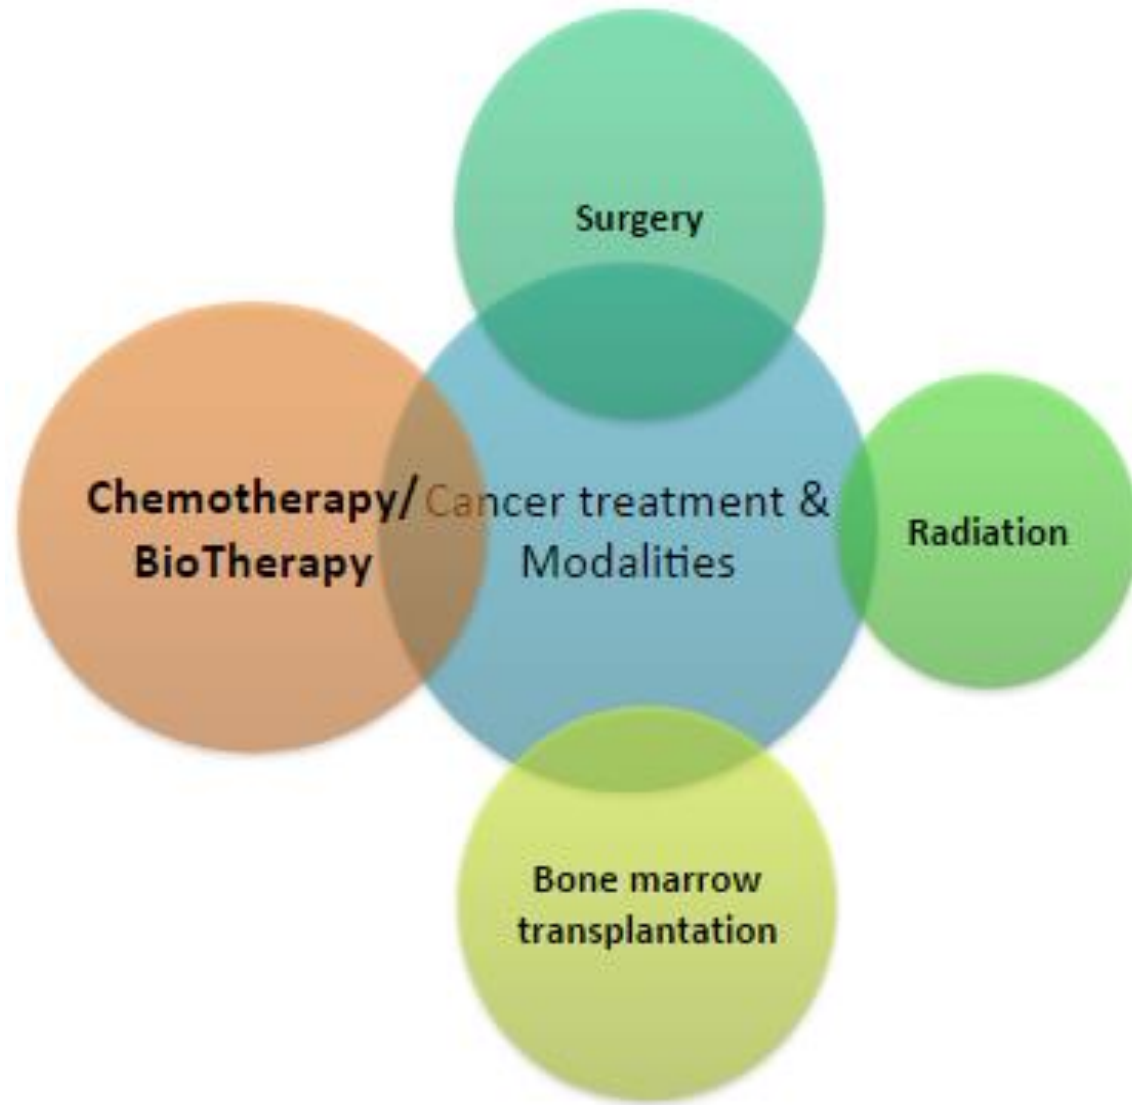 Surgery
Chemotherapy/
BioTherapy
Cancer treatment &
Modalities
Radiation
Bone marrow
transplantation